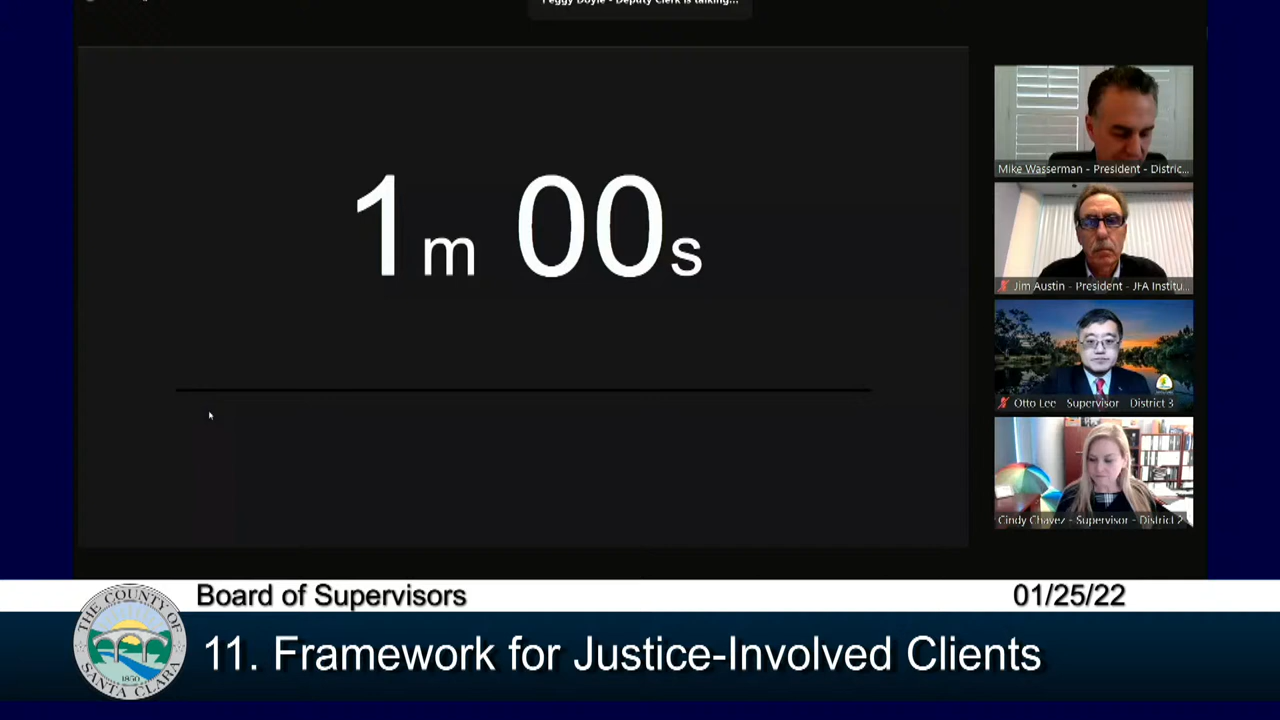 Peggy Doyle - Deputy Clerk is talking...
1m 00s
Mike Wasserman - President - Distric...
Jim Austin - President - JFA Institu...
Otto Lee - Supervisor - District 3
Cindy Chavez - Supervisor - District 2
Board of Supervisors
01/25/22
THE COUNTY OF
SANTA CLARA
1850
11. Framework for Justice-Involved Clients